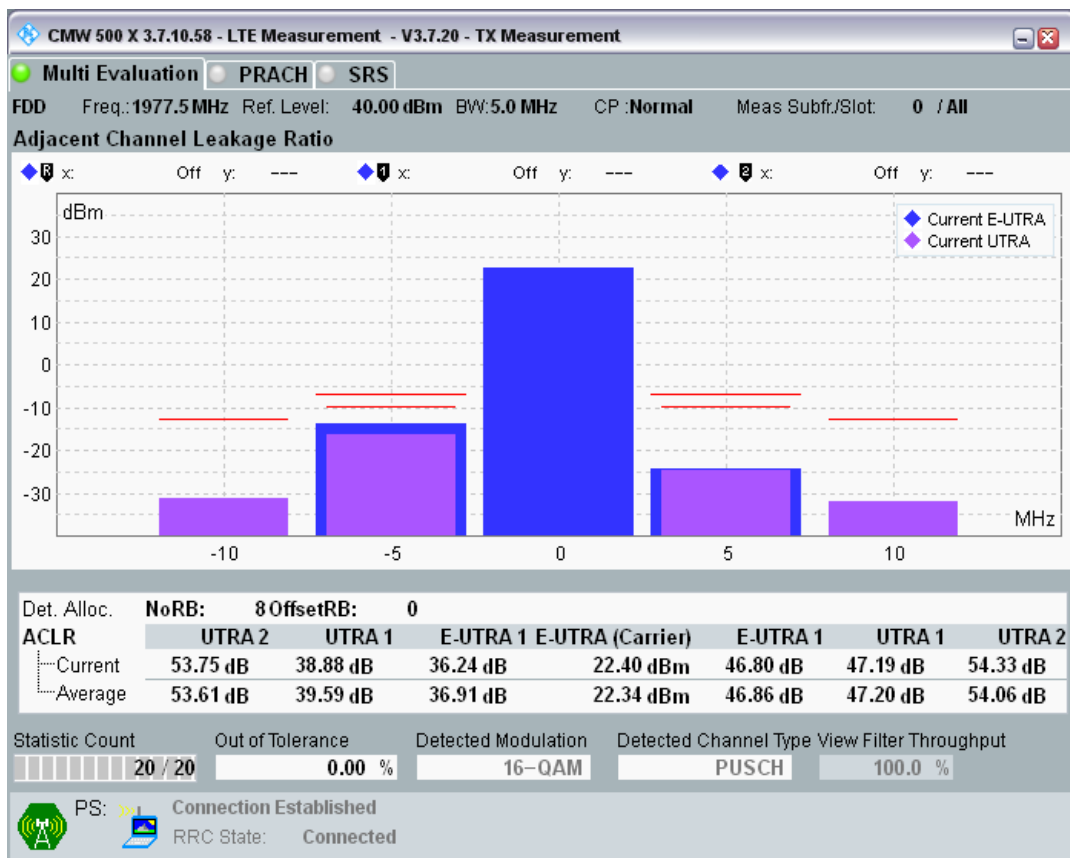 CMW 500 X 3.7.10.58 - LTE Measurement - V3.7.20 - TX Measurement
Multi Evaluation PRACH SRS
FDD Freq.: 1977.5 MHz Ref. Level: 40.00 dBm BW: 5.0 MHz CP :Normal Meas Subfr./Slot: 0 / All
Adjacent Channel Leakage Ratio
R x: Off y: --- 1 x: Off y: --- 2 x: Off y: ---
dBm
Current E-UTRA
Current UTRA
30
20
10
0
-10
-20
-30
MHz
-10 -5 0 5 10
Det. Alloc. NoRB: 8 OffsetRB: 0
ACLR UTRA 2 UTRA 1 E-UTRA 1 E-UTRA (Carrier) E-UTRA 1 UTRA 1 UTRA 2
Current 53.75 dB 38.88 dB 36.24 dB 22.40 dBm 46.80 dB 47.19 dB 54.33 dB
Average 53.61 dB 39.59 dB 36.91 dB 22.34 dBm 46.86 dB 47.20 dB 54.06 dB
Statistic Count Out of Tolerance Detected Modulation Detected Channel Type View Filter Throughput
20 / 20 0.00 % 16-QAM PUSCH 100.0 %
PS: Connection Established
RRC State: Connected